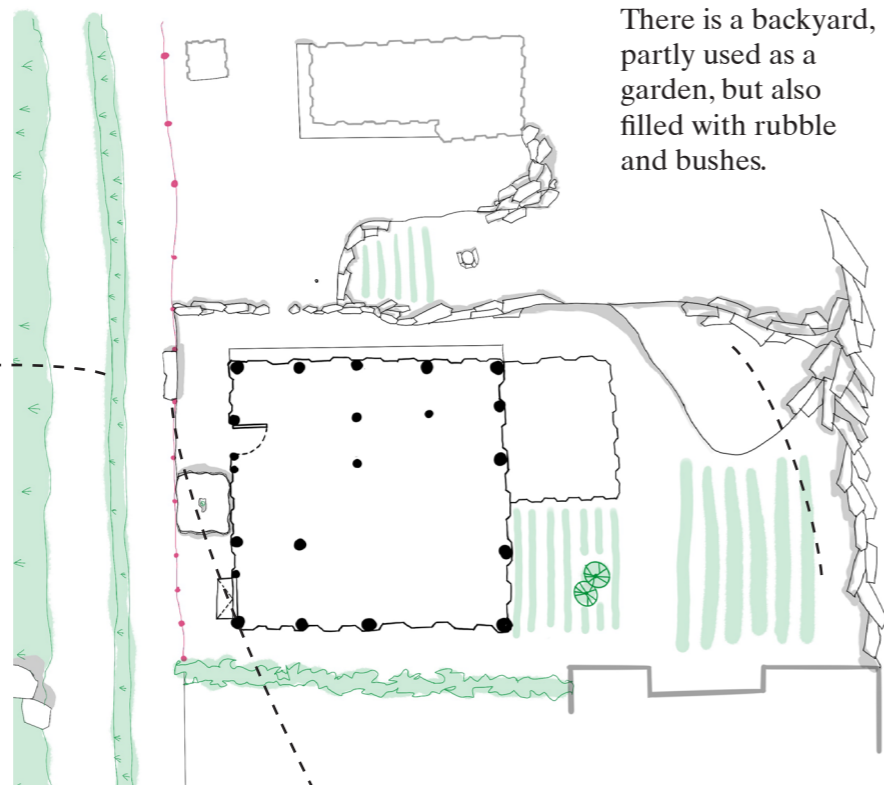 There is a backyard,
partly used as a
garden, but also
filled with rubble
and bushes.